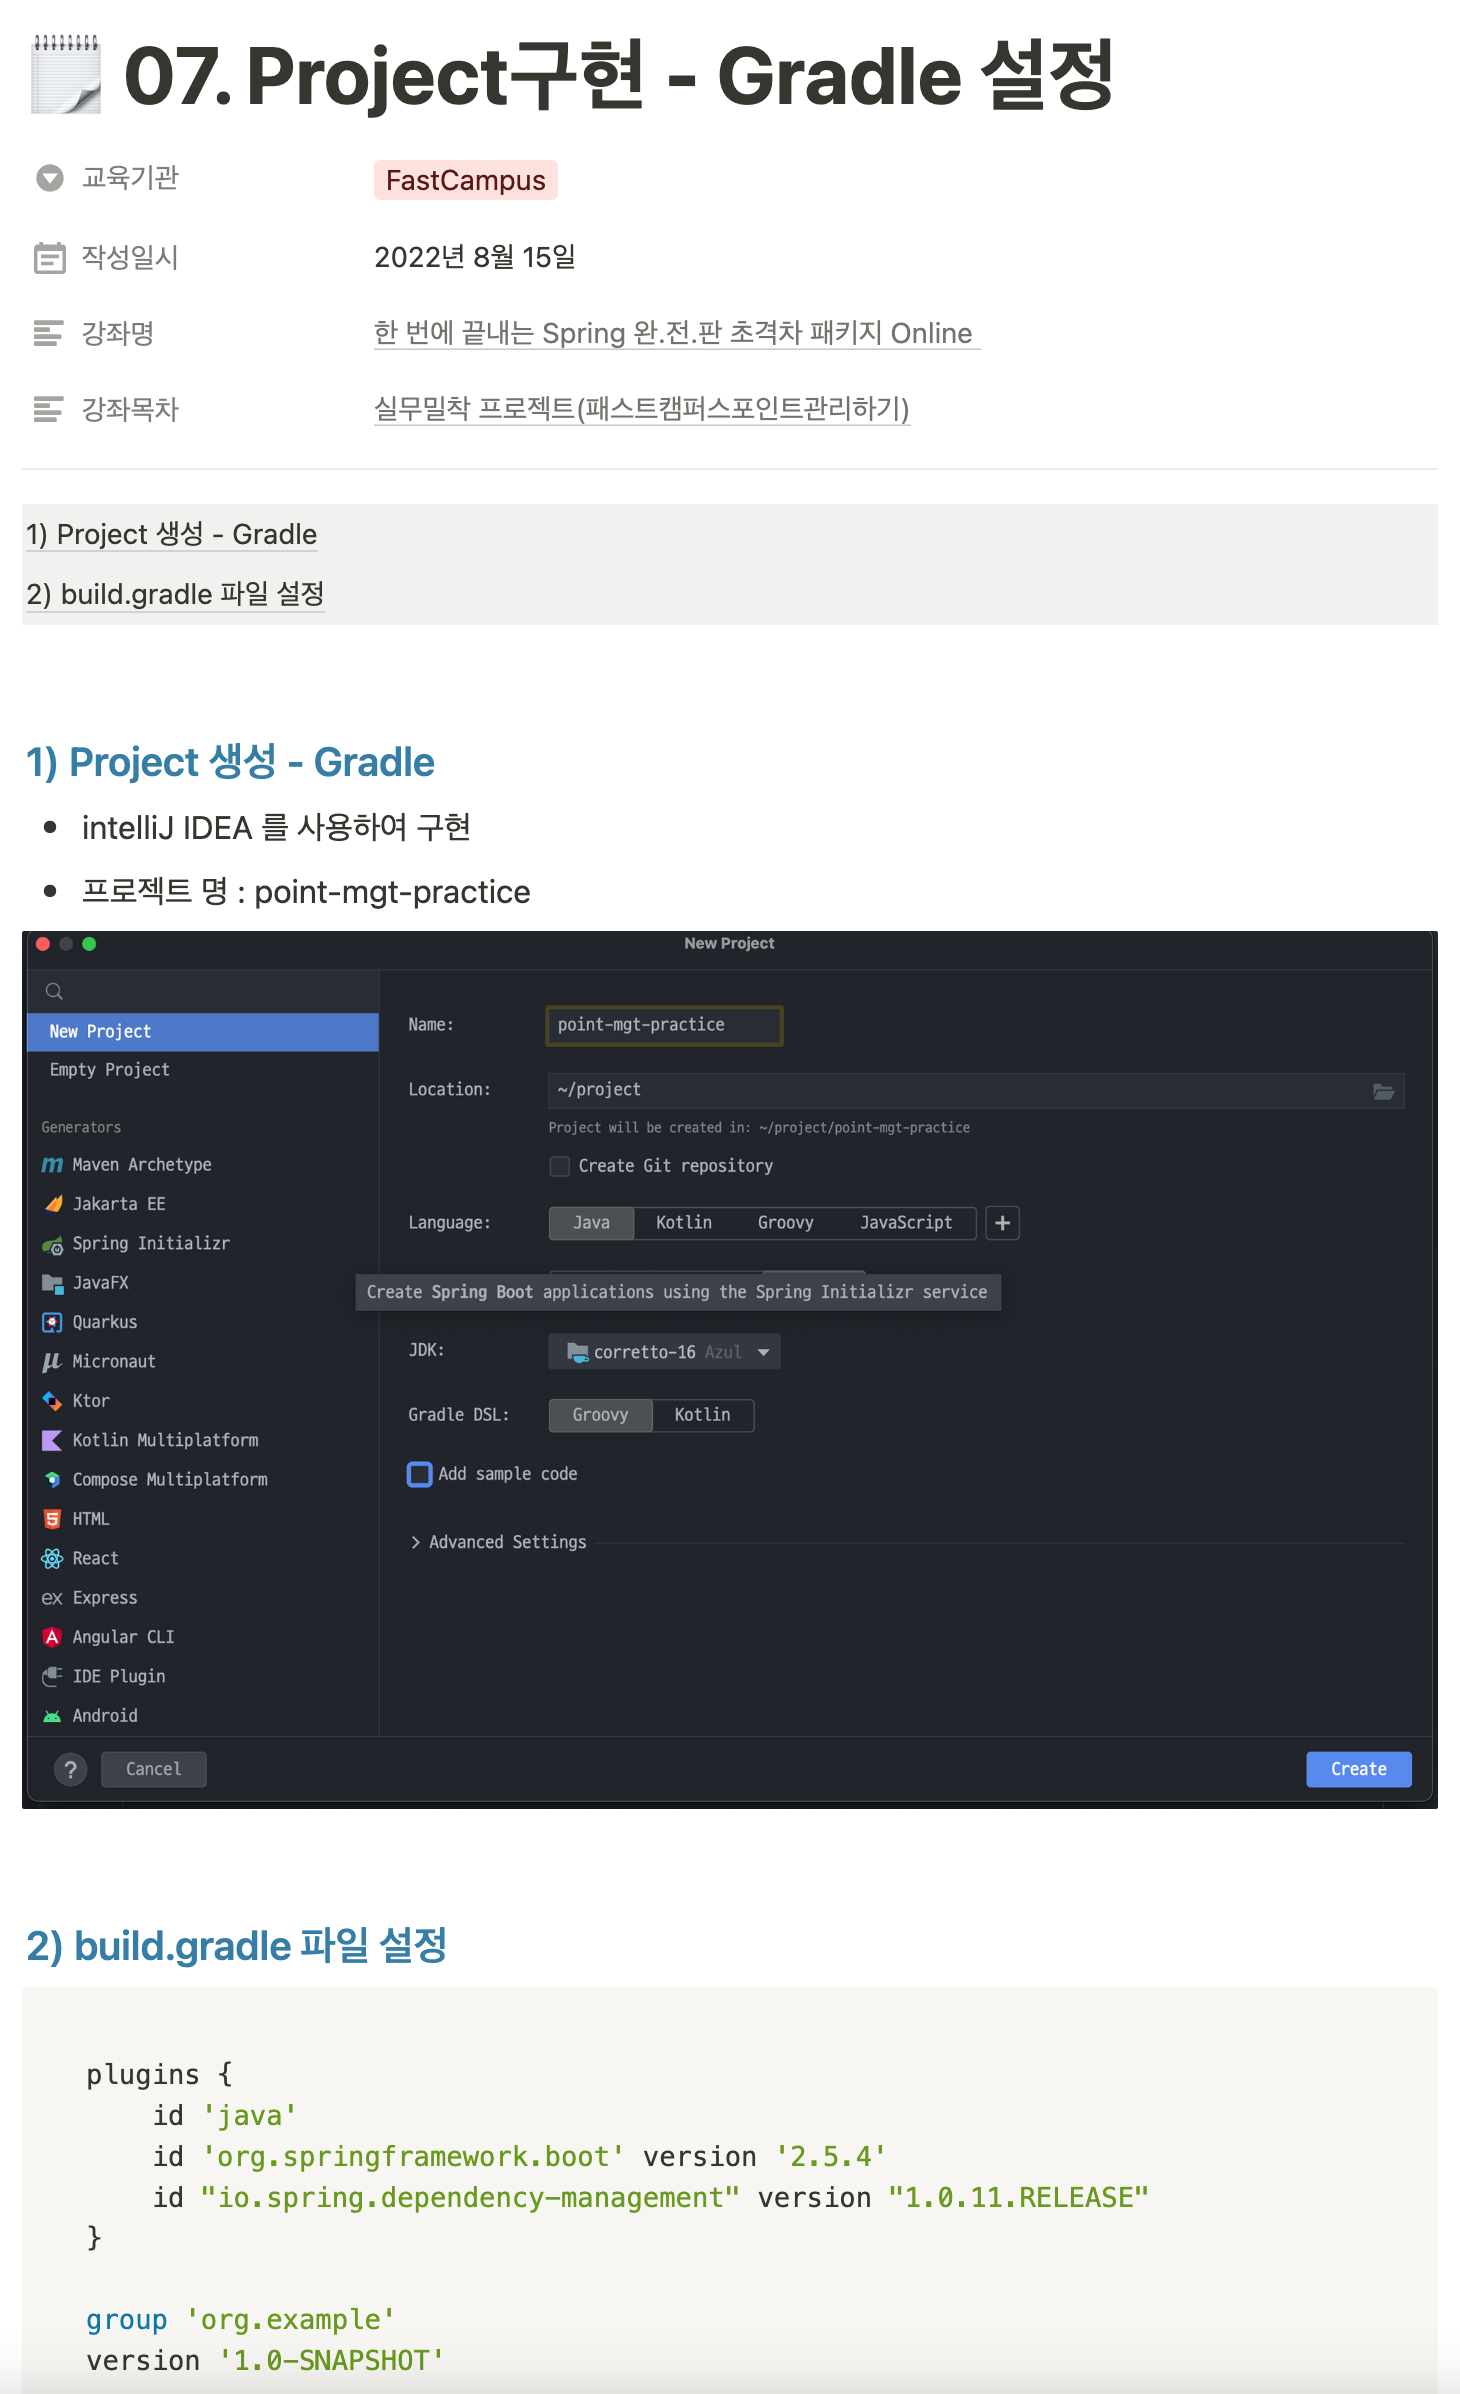 07. Project구현 - Gradle 설정
교육기관
FastCampus
작성일시
2022년 8월 15일
강좌명
한 번에 끝내는 Spring 완.전.판 초격차 패키지 Online
강좌목차
실무밀착 프로젝트(패스트캠퍼스포인트관리하기)
1) Project 생성 - Gradle
2) build.gradle 파일 설정
1) Project 생성 - Gradle
• intelliJ IDEA 를 사용하여 구현
• 프로젝트 명 : point-mgt-practice
New Project
New Project
Empty Project
Generators
Maven Archetype
Jakarta EE
Spring Initializr
JavaFX
Quarkus
Micronaut
Ktor
Kotlin Multiplatform
Compose Multiplatform
HTML
React
ex Express
Angular CLI
IDE Plugin
Android
Name: point-mgt-practice
Location: ~/project
Project will be created in: ~/project/point-mgt-practice
Create Git repository
Language: Java Kotlin Groovy JavaScript +
Create Spring Boot applications using the Spring Initializr service
JDK: corretto-16 Azul
Gradle DSL: Groovy Kotlin
Add sample code
> Advanced Settings
? Cancel Create
2) build.gradle 파일 설정
plugins {
    id 'java'
    id 'org.springframework.boot' version '2.5.4'
    id "io.spring.dependency-management" version "1.0.11.RELEASE"
}
group 'org.example'
version '1.0-SNAPSHOT'